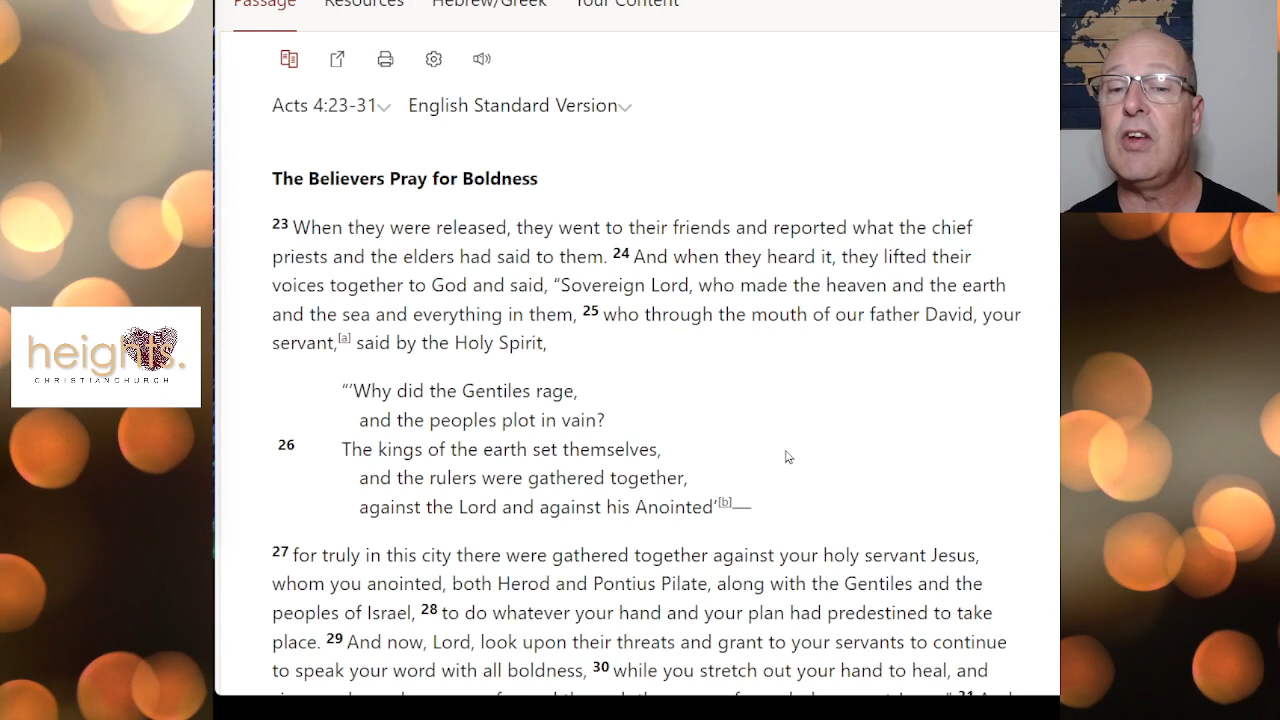 Passage Resources Hebrew/Greek Your Content
Acts 4:23-31 English Standard Version
The Believers Pray for Boldness
23 When they were released, they went to their friends and reported what the chief
priests and the elders had said to them. 24 And when they heard it, they lifted their
voices together to God and said, “Sovereign Lord, who made the heaven and the earth
and the sea and everything in them, 25 who through the mouth of our father David, your
servant,[a] said by the Holy Spirit,
“‘Why did the Gentiles rage,
and the peoples plot in vain?
26 The kings of the earth set themselves,
and the rulers were gathered together,
against the Lord and against his Anointed’[b]—
27 for truly in this city there were gathered together against your holy servant Jesus,
whom you anointed, both Herod and Pontius Pilate, along with the Gentiles and the
peoples of Israel, 28 to do whatever your hand and your plan had predestined to take
place. 29 And now, Lord, look upon their threats and grant to your servants to continue
to speak your word with all boldness, 30 while you stretch out your hand to heal, and
heights.
CHRISTIANCHURCH